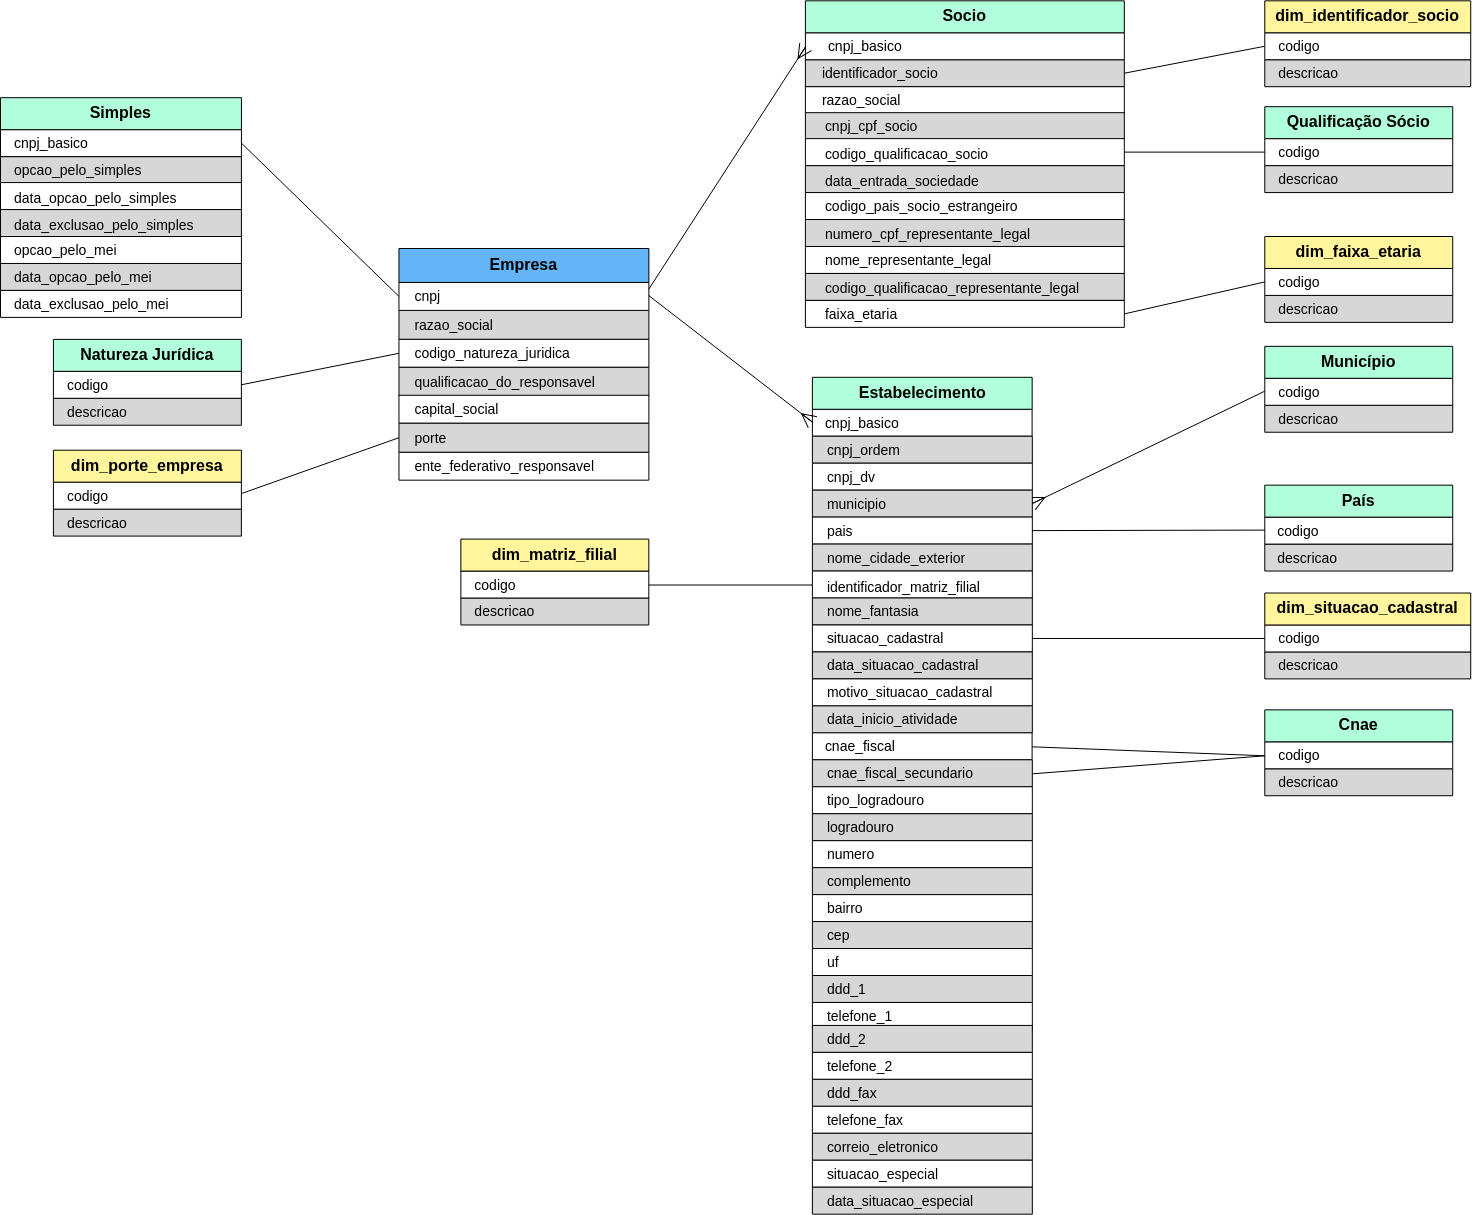 Simples
cnpj_basico
opcao_pelo_simples
data_opcao_pelo_simples
data_exclusao_pelo_simples
opcao_pelo_mei
data_opcao_pelo_mei
data_exclusao_pelo_mei
Natureza Jurídica
codigo
descricao
dim_porte_empresa
codigo
descricao
Empresa
cnpj
razao_social
codigo_natureza_juridica
qualificacao_do_responsavel
capital_social
porte
ente_federativo_responsavel
dim_matriz_filial
codigo
descricao
Socio
cnpj_basico
identificador_socio
razao_social
cnpj_cpf_socio
codigo_qualificacao_socio
data_entrada_sociedade
codigo_pais_socio_estrangeiro
numero_cpf_representante_legal
nome_representante_legal
codigo_qualificacao_representante_legal
faixa_etaria
Estabelecimento
cnpj_basico
cnpj_ordem
cnpj_dv
municipio
pais
nome_cidade_exterior
identificador_matriz_filial
nome_fantasia
situacao_cadastral
data_situacao_cadastral
motivo_situacao_cadastral
data_inicio_atividade
cnae_fiscal
cnae_fiscal_secundario
tipo_logradouro
logradouro
numero
complemento
bairro
cep
uf
ddd_1
telefone_1
ddd_2
telefone_2
ddd_fax
telefone_fax
correio_eletronico
situacao_especial
data_situacao_especial
dim_identificador_socio
codigo
descricao
Qualificação Sócio
codigo
descricao
dim_faixa_etaria
codigo
descricao
Município
codigo
descricao
País
codigo
descricao
dim_situacao_cadastral
codigo
descricao
Cnae
codigo
descricao